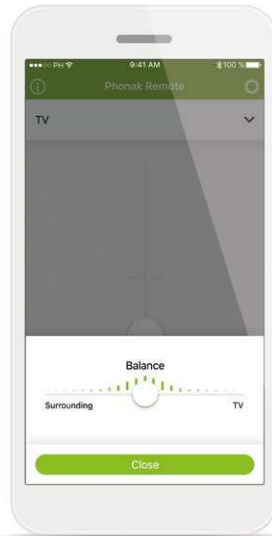 PH 9:41 AM 100 %
Phonak Remote
TV
Balance
Surrounding TV
Close